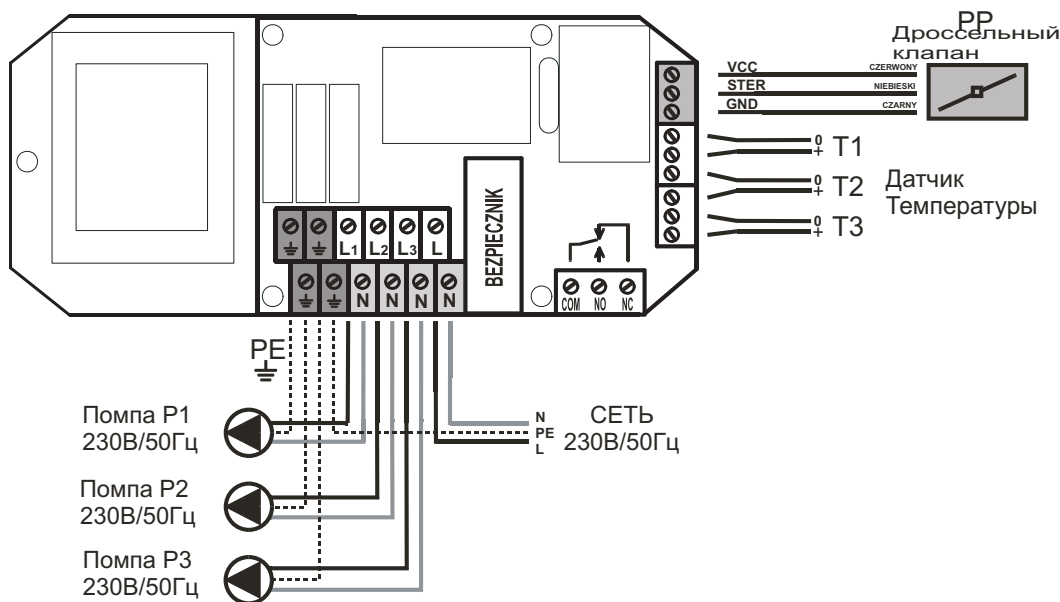 PP
Дроссельный
клапан
VCC CZERWONY
STER NIEBIESKI
GND CZARNY
0
+ T1
0
+ T2
0
+ T3
Датчик
Температуры
L1 L2 L3 L
N N N N
BEZPIECZNIK
COM NO NC
PE
Помпа P1
230В/50Гц
N
PE
L
СЕТЬ
230В/50Гц
Помпа P2
230В/50Гц
Помпа P3
230В/50Гц